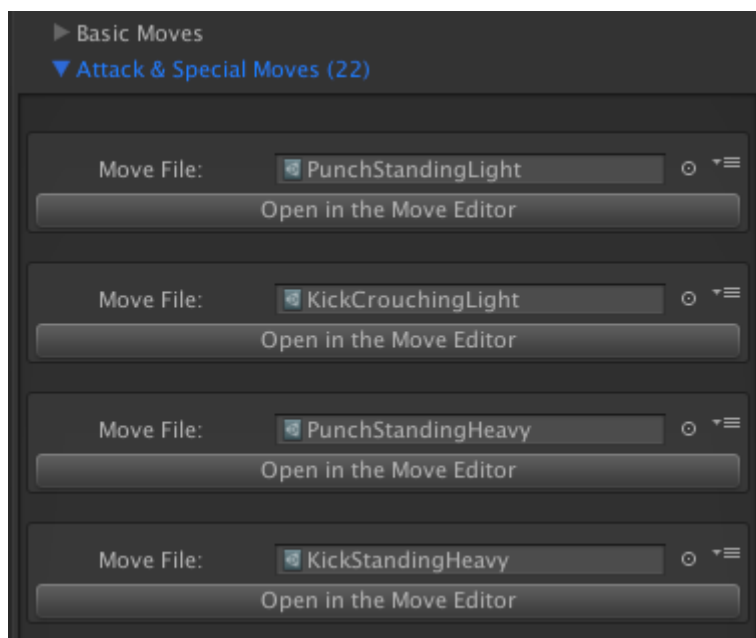 Basic Moves
Attack & Special Moves (22)
Move File: PunchStandingLight
Open in the Move Editor
Move File: KickCrouchingLight
Open in the Move Editor
Move File: PunchStandingHeavy
Open in the Move Editor
Move File: KickStandingHeavy
Open in the Move Editor